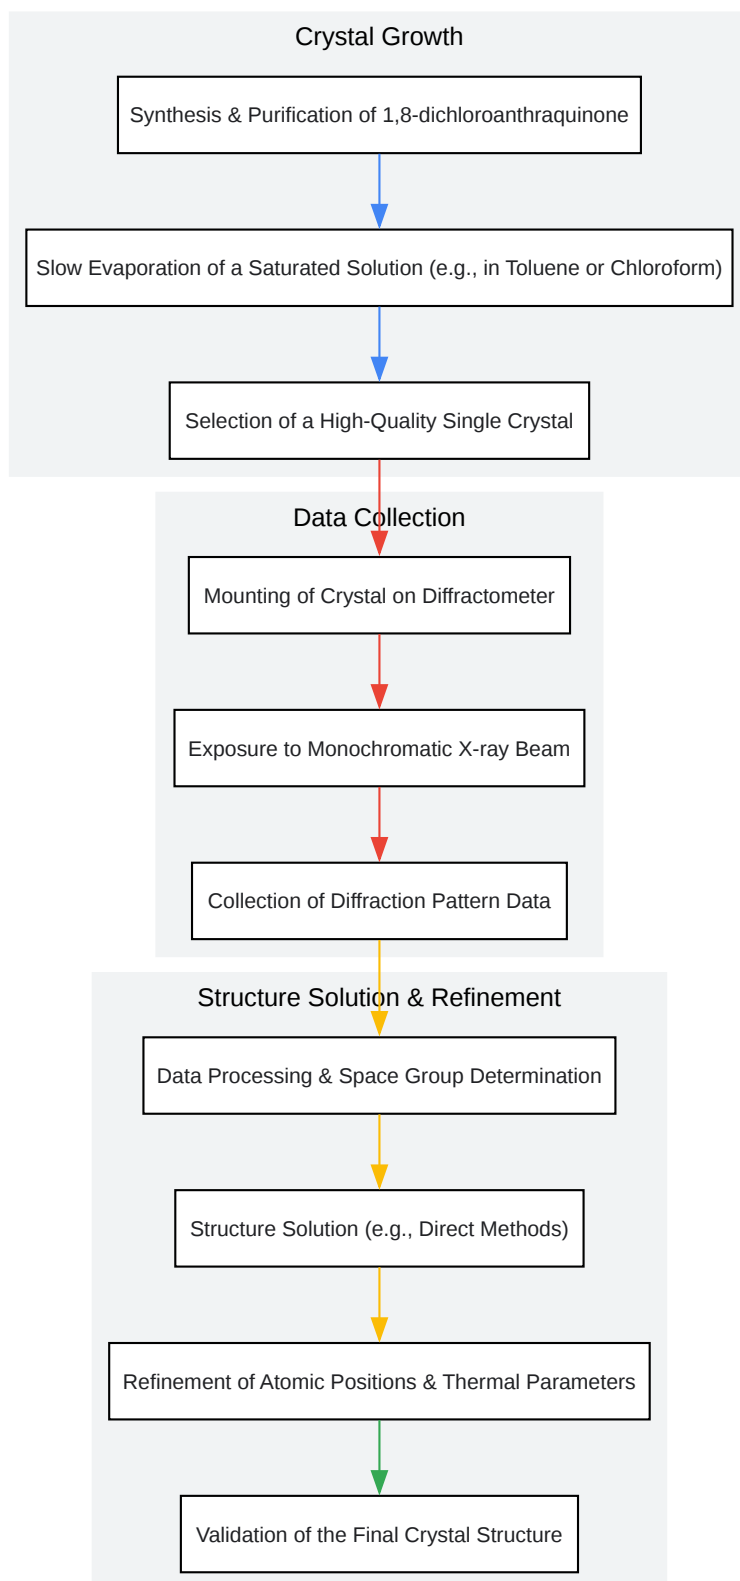 Crystal Growth
Synthesis & Purification of 1,8-dichloroanthraquinone
Slow Evaporation of a Saturated Solution (e.g., in Toluene or Chloroform)
Selection of a High-Quality Single Crystal
Data Collection
Mounting of Crystal on Diffractometer
Exposure to Monochromatic X-ray Beam
Collection of Diffraction Pattern Data
Structure Solution & Refinement
Data Processing & Space Group Determination
Structure Solution (e.g., Direct Methods)
Refinement of Atomic Positions & Thermal Parameters
Validation of the Final Crystal Structure